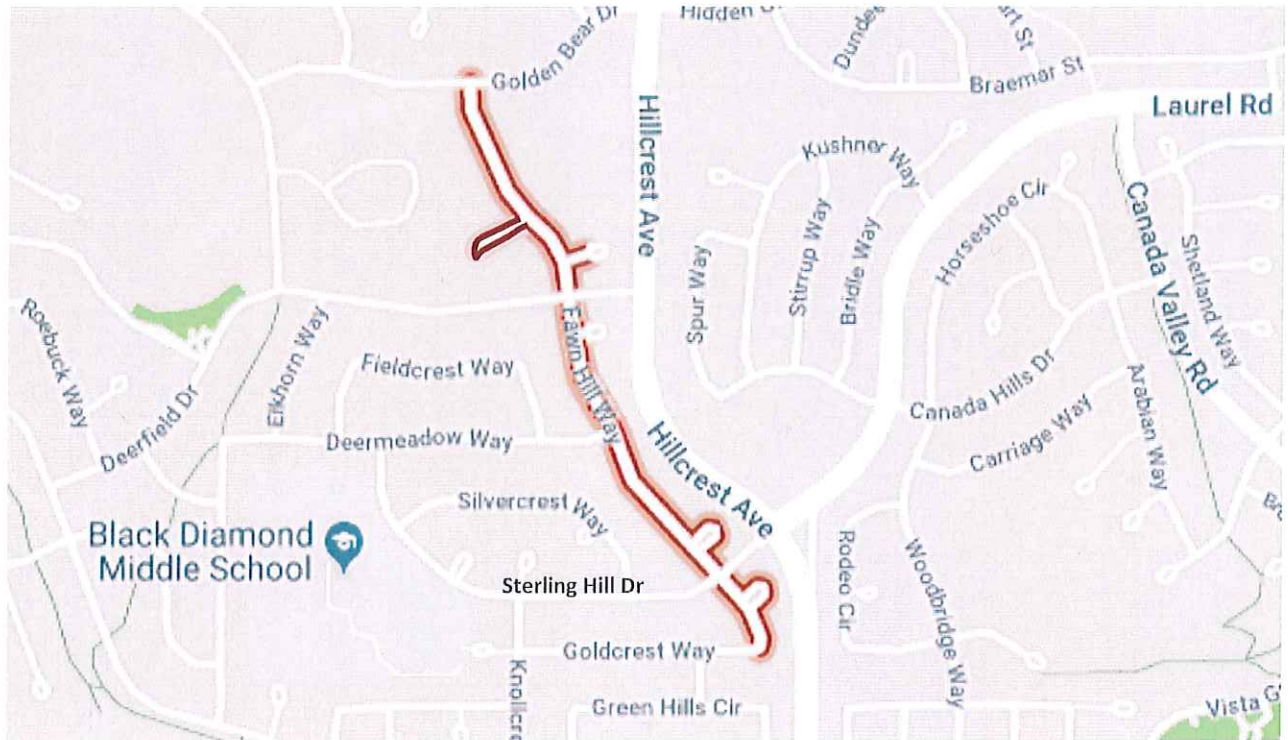 Golden Bear Dr
Hidden
Dundee
Braemar St
Laurel Rd
Hillcrest Ave
Kushner Way
Horseshoe Cir
Canada Valley Rd
Shetland Way
Spur Way
Stirrup Way
Bridle Way
Roebuck Way
Elkhorn Way
Fieldcrest Way
Fawn Hill Way
Canada Hills Dr
Arabian Way
Deerfield Dr
Deermeadow Way
Hillcrest Ave
Carriage Way
Silvercrest Way
Black Diamond
Middle School
Sterling Hill Dr
Rodeo Cir
Woodbridge Way
Goldcrest Way
Green Hills Cir
Vista